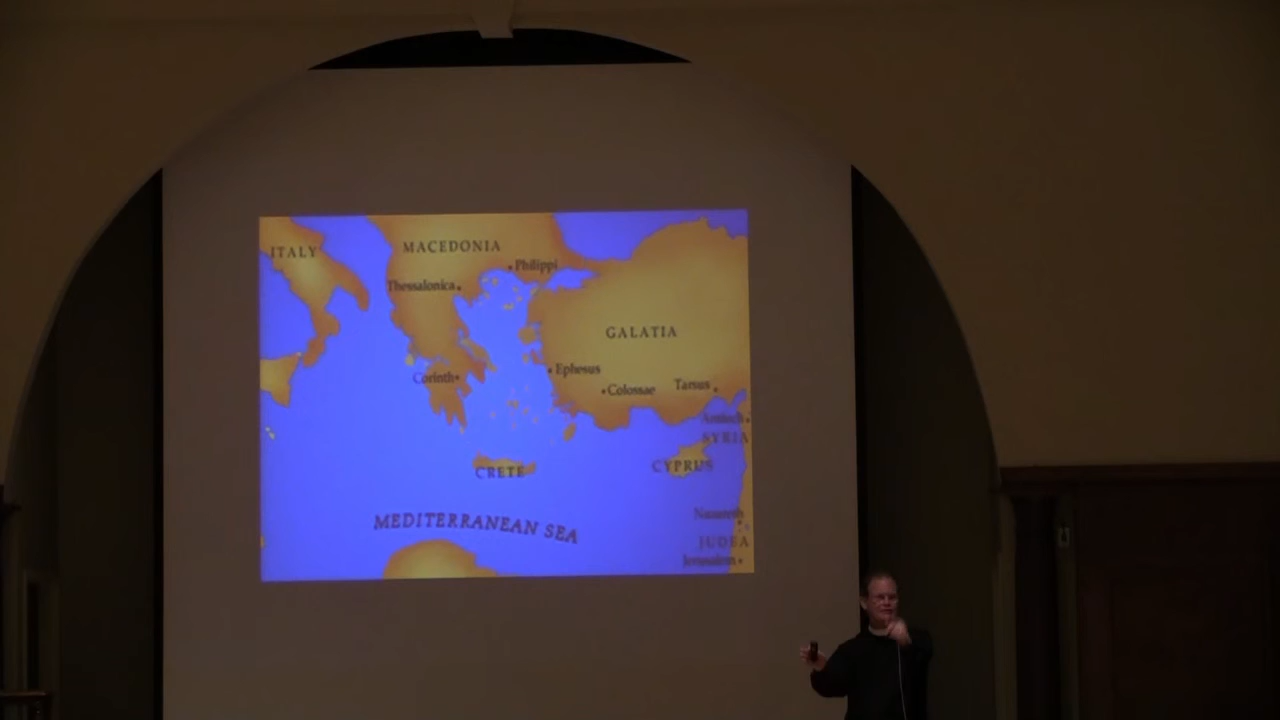 ITALY
MACEDONIA
Philippi
Thessalonica
GALATIA
Ephesus
Corinth
Colossae
Tarsus
Antioch
SYRIA
CYPRUS
CRETE
MEDITERRANEAN SEA
Nazareth
JUDEA
Jerusalem